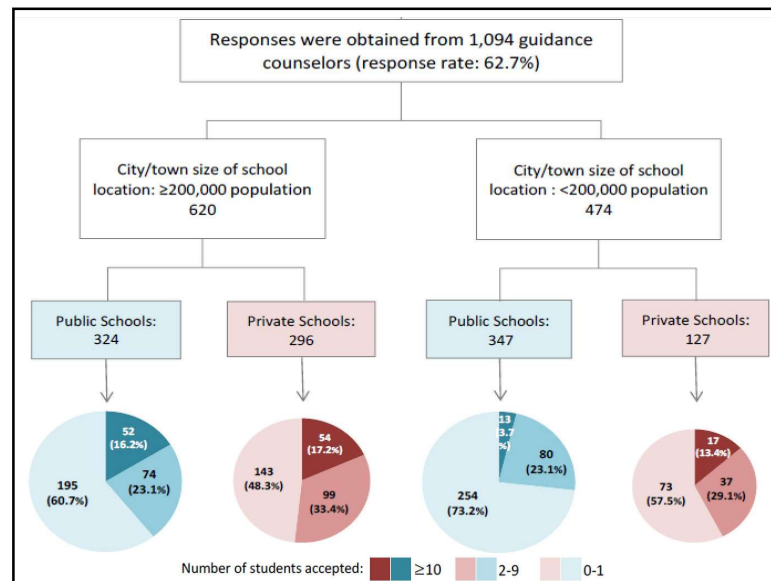 Responses were obtained from 1,094 guidance
counselors (response rate: 62.7%)
City/town size of school
location: ≥200,000 population
620
City/town size of school
location : <200,000 population
474
Public Schools:
324
Private Schools:
296
Public Schools:
347
Private Schools:
127
52
(16.2%)
74
(23.1%)
195
(60.7%)
54
(17.2%)
99
(33.4%)
143
(48.3%)
13
(3.7
%)
80
(23.1%)
254
(73.2%)
17
(13.4%)
37
(29.1%)
73
(57.5%)
Number of students accepted: ≥10 2-9 0-1